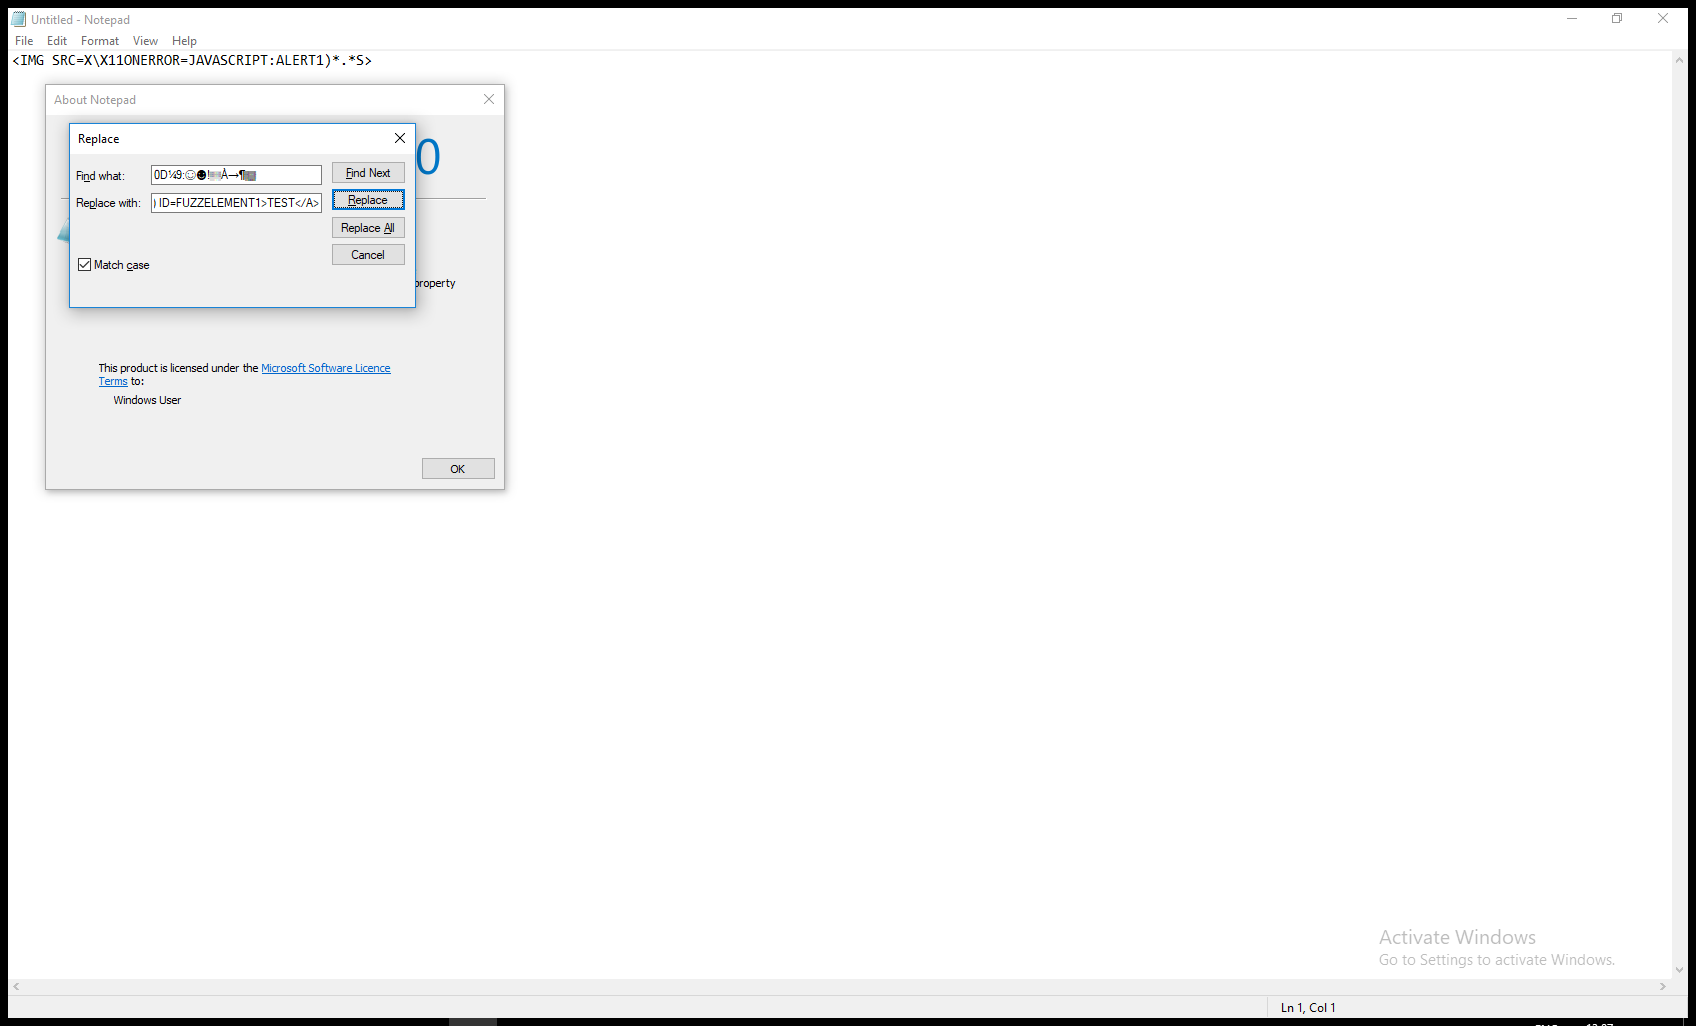 Untitled - Notepad
File Edit Format View Help
<IMG SRC=X\X11ONERROR=JAVASCRIPT:ALERT1)*.*S>
About Notepad
Replace
0
Find what:
0D¼9:☺☻!▒Å→¶▓
Find Next
Replace with:
) ID=FUZZELEMENT1>TEST</A>
Replace
Replace All
Cancel
Match case
property
This product is licensed under the Microsoft Software Licence
Terms to:
Windows User
OK
Activate Windows
Go to Settings to activate Windows.
Ln 1, Col 1